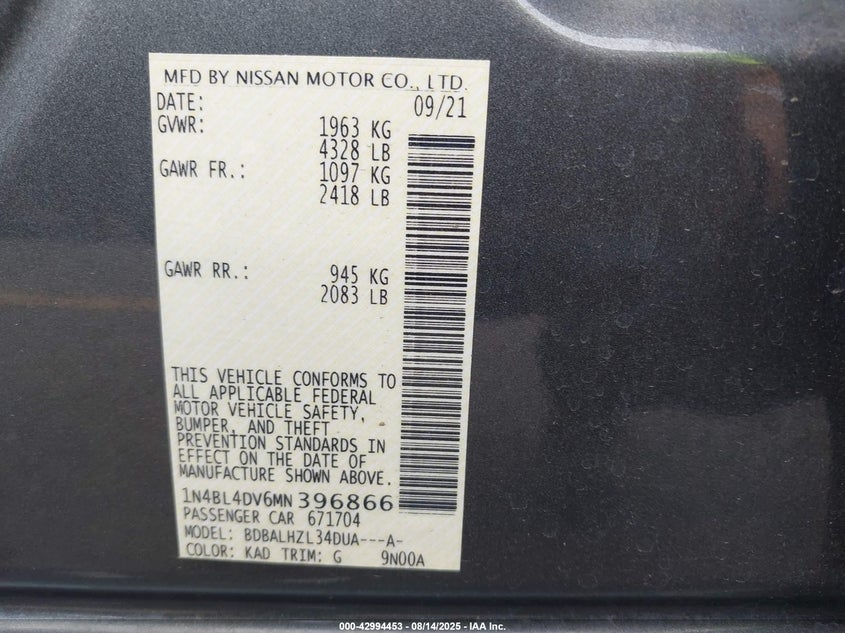 MFD BY NISSAN MOTOR CO., LTD.
DATE: 09/21
GVWR: 1963 KG
4328 LB
GAWR FR.: 1097 KG
2418 LB
GAWR RR.: 945 KG
2083 LB
THIS VEHICLE CONFORMS TO
ALL APPLICABLE FEDERAL
MOTOR VEHICLE SAFETY,
BUMPER, AND THEFT
PREVENTION STANDARDS IN
EFFECT ON THE DATE OF
MANUFACTURE SHOWN ABOVE.
1N4BL4DV6MN396866
PASSENGER CAR 671704
MODEL: BDBALHZL34DUA---A-
COLOR: KAD TRIM: G 9N00A
000-42994453 - 08/14/2025 - IAA Inc.